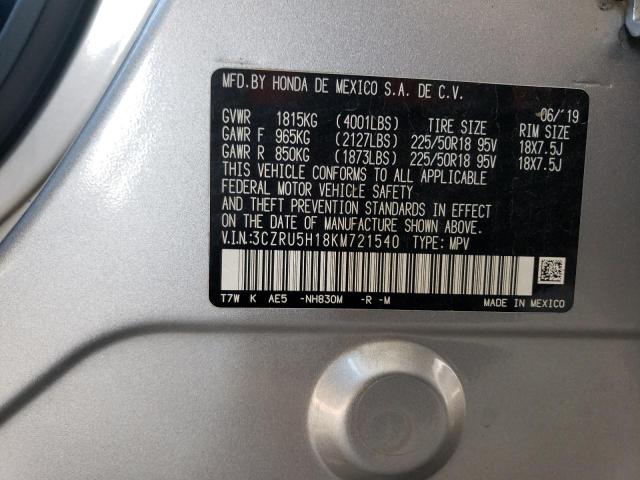 MFD. BY HONDA DE MEXICO S.A. DE C.V.
06/'19
GVWR 1815KG (4001LBS) TIRE SIZE RIM SIZE
GAWR F 965KG (2127LBS) 225/50R18 95V 18X7.5J
GAWR R 850KG (1873LBS) 225/50R18 95V 18X7.5J
THIS VEHICLE CONFORMS TO ALL APPLICABLE
FEDERAL MOTOR VEHICLE SAFETY
AND THEFT PREVENTION STANDARDS IN EFFECT
ON THE DATE OF MANUFACTURE SHOWN ABOVE.
V.I.N:3CZRU5H18KM721540 TYPE: MPV
T7W K AE5 -NH830M -R -M
MADE IN MEXICO